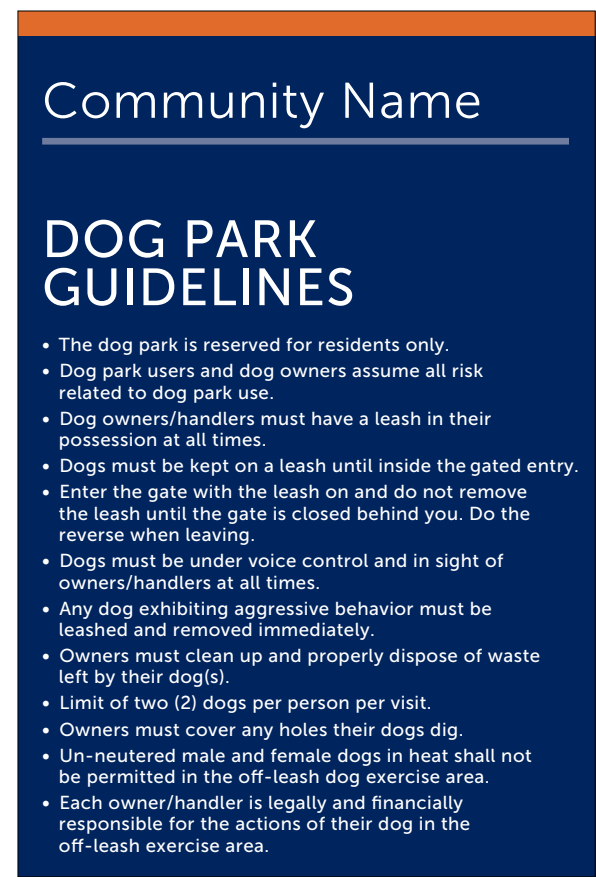 Community Name
DOG PARK
GUIDELINES
• The dog park is reserved for residents only.
• Dog park users and dog owners assume all risk
related to dog park use.
• Dog owners/handlers must have a leash in their
possession at all times.
• Dogs must be kept on a leash until inside the gated entry.
• Enter the gate with the leash on and do not remove
the leash until the gate is closed behind you. Do the
reverse when leaving.
• Dogs must be under voice control and in sight of
owners/handlers at all times.
• Any dog exhibiting aggressive behavior must be
leashed and removed immediately.
• Owners must clean up and properly dispose of waste
left by their dog(s).
• Limit of two (2) dogs per person per visit.
• Owners must cover any holes their dogs dig.
• Un-neutered male and female dogs in heat shall not
be permitted in the off-leash dog exercise area.
• Each owner/handler is legally and financially
responsible for the actions of their dog in the
off-leash exercise area.